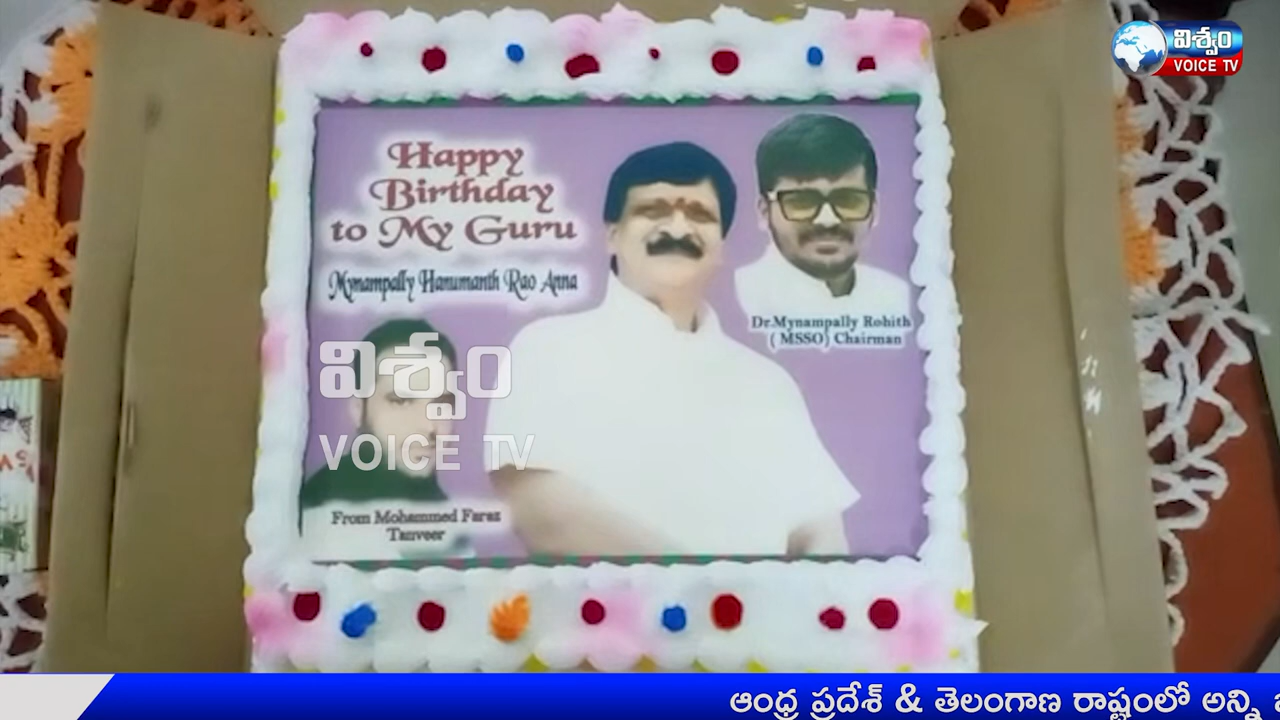 విశ్వం
VOICE TV
Happy
Birthday
to My Guru
Mynampally Hanumanth Rao Anna
Dr.Mynampally Rohith
( MSSO) Chairman
విశ్వం
VOICE TV
From Mohammed Faraz
Tanveer
ఆంధ్ర ప్రదేశ్ & తెలంగాణ రాష్టంలో అన్ని